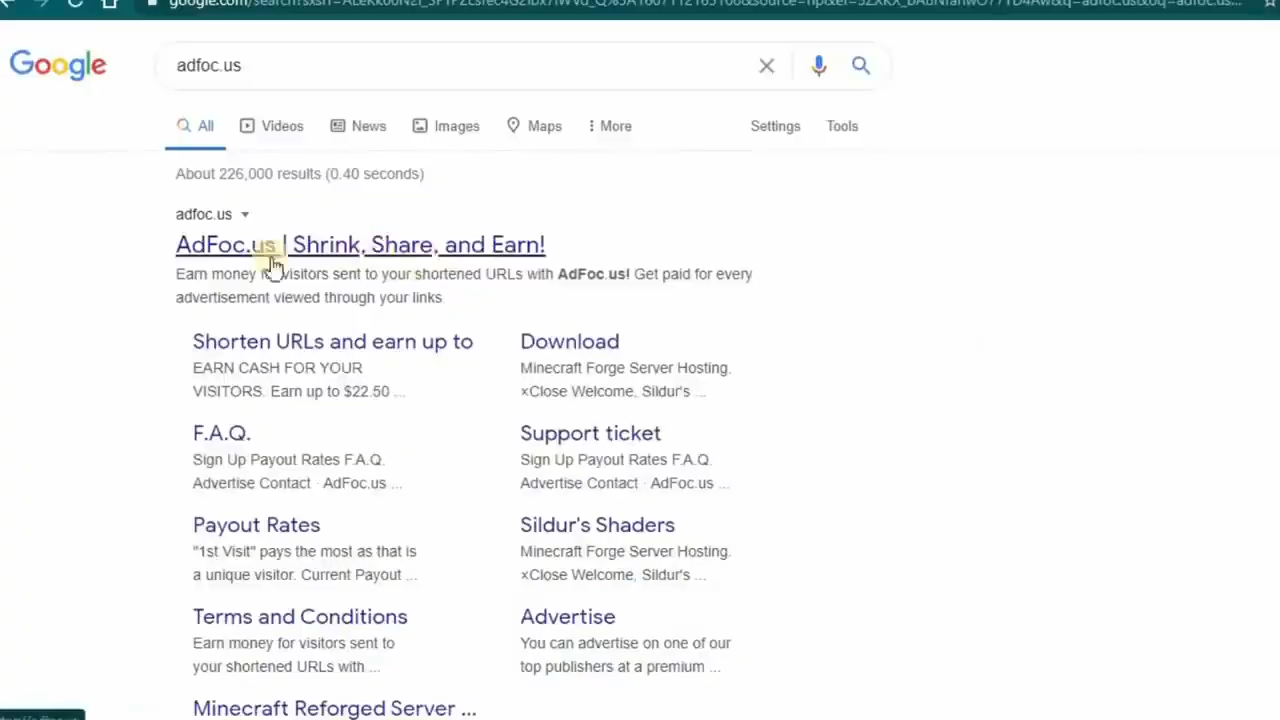 google.com/search?
Google
adfoc.us
All
Videos
News
Images
Maps
More
Settings
Tools
About 226,000 results (0.40 seconds)
adfoc.us
AdFoc.us | Shrink, Share, and Earn!
Earn money visitors sent to your shortened URLs with AdFoc.us! Get paid for every
advertisement viewed through your links
Shorten URLs and earn up to
EARN CASH FOR YOUR
VISITORS. Earn up to $22.50 ...
Download
Minecraft Forge Server Hosting.
×Close Welcome, Sildur's ...
F.A.Q.
Sign Up Payout Rates F.A.Q.
Advertise Contact · AdFoc.us ...
Support ticket
Sign Up Payout Rates F.A.Q.
Advertise Contact · AdFoc.us ...
Payout Rates
"1st Visit" pays the most as that is
a unique visitor. Current Payout ...
Sildur's Shaders
Minecraft Forge Server Hosting.
×Close Welcome, Sildur's ...
Terms and Conditions
Earn money for visitors sent to
your shortened URLs with ...
Advertise
You can advertise on one of our
top publishers at a premium ...
Minecraft Reforged Server ...